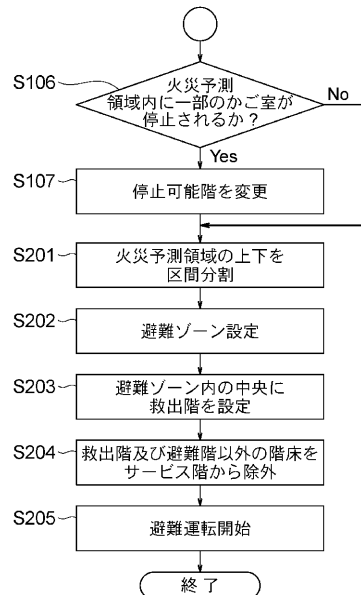 S106
火災予測
領域内に一部のかご室が
停止されるか？
No
Yes
S107
停止可能階を変更
S201
火災予測領域の上下を
区間分割
S202
避難ゾーン設定
S203
避難ゾーン内の中央に
救出階を設定
S204
救出階及び避難階以外の階床を
サービス階から除外
S205
避難運転開始
終了